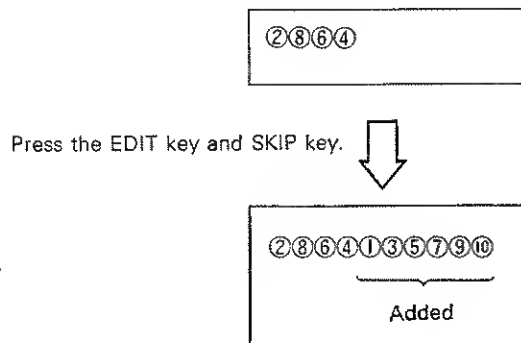 ②⑧⑥④
Press the EDIT key and SKIP key.
②⑧⑥④①③⑤⑦⑨⑩
Added